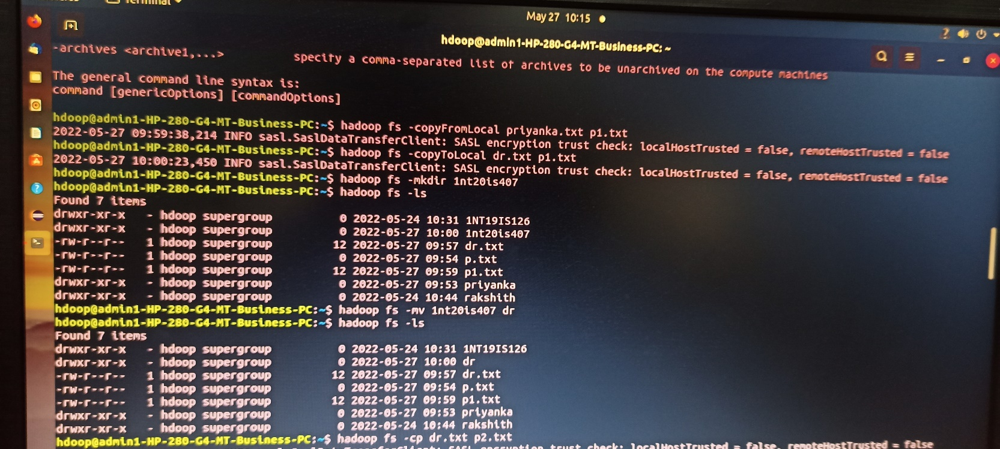 Terminal
May 27 10:15
hdoop@admin1-HP-280-G4-MT-Business-PC: ~
-archives <archive1,...> specify a comma-separated list of archives to be unarchived on the compute machines
The general command line syntax is:
command [genericOptions] [commandOptions]
hdoop@admin1-HP-280-G4-MT-Business-PC:~$ hadoop fs -copyFromLocal priyanka.txt p1.txt
2022-05-27 09:59:38,214 INFO sasl.SaslDataTransferClient: SASL encryption trust check: localHostTrusted = false, remoteHostTrusted = false
hdoop@admin1-HP-280-G4-MT-Business-PC:~$ hadoop fs -copyToLocal dr.txt p1.txt
2022-05-27 10:00:23,450 INFO sasl.SaslDataTransferClient: SASL encryption trust check: localHostTrusted = false, remoteHostTrusted = false
hdoop@admin1-HP-280-G4-MT-Business-PC:~$ hadoop fs -mkdir 1nt20is407
hdoop@admin1-HP-280-G4-MT-Business-PC:~$ hadoop fs -ls
Found 7 items
drwxr-xr-x - hdoop supergroup 0 2022-05-24 10:31 1NT19IS126
drwxr-xr-x - hdoop supergroup 0 2022-05-27 10:00 1nt20is407
-rw-r--r-- 1 hdoop supergroup 12 2022-05-27 09:57 dr.txt
-rw-r--r-- 1 hdoop supergroup 0 2022-05-27 09:54 p.txt
-rw-r--r-- 1 hdoop supergroup 12 2022-05-27 09:59 p1.txt
drwxr-xr-x - hdoop supergroup 0 2022-05-27 09:53 priyanka
drwxr-xr-x - hdoop supergroup 0 2022-05-24 10:44 rakshith
hdoop@admin1-HP-280-G4-MT-Business-PC:~$ hadoop fs -mv 1nt20is407 dr
hdoop@admin1-HP-280-G4-MT-Business-PC:~$ hadoop fs -ls
Found 7 items
drwxr-xr-x - hdoop supergroup 0 2022-05-24 10:31 1NT19IS126
drwxr-xr-x - hdoop supergroup 0 2022-05-27 10:00 dr
-rw-r--r-- 1 hdoop supergroup 12 2022-05-27 09:57 dr.txt
-rw-r--r-- 1 hdoop supergroup 0 2022-05-27 09:54 p.txt
-rw-r--r-- 1 hdoop supergroup 12 2022-05-27 09:59 p1.txt
drwxr-xr-x - hdoop supergroup 0 2022-05-27 09:53 priyanka
drwxr-xr-x - hdoop supergroup 0 2022-05-24 10:44 rakshith
hdoop@admin1-HP-280-G4-MT-Business-PC:~$ hadoop fs -cp dr.txt p2.txt
SASL encryption trust check: localHostTrusted = false, remoteHostTrusted = false